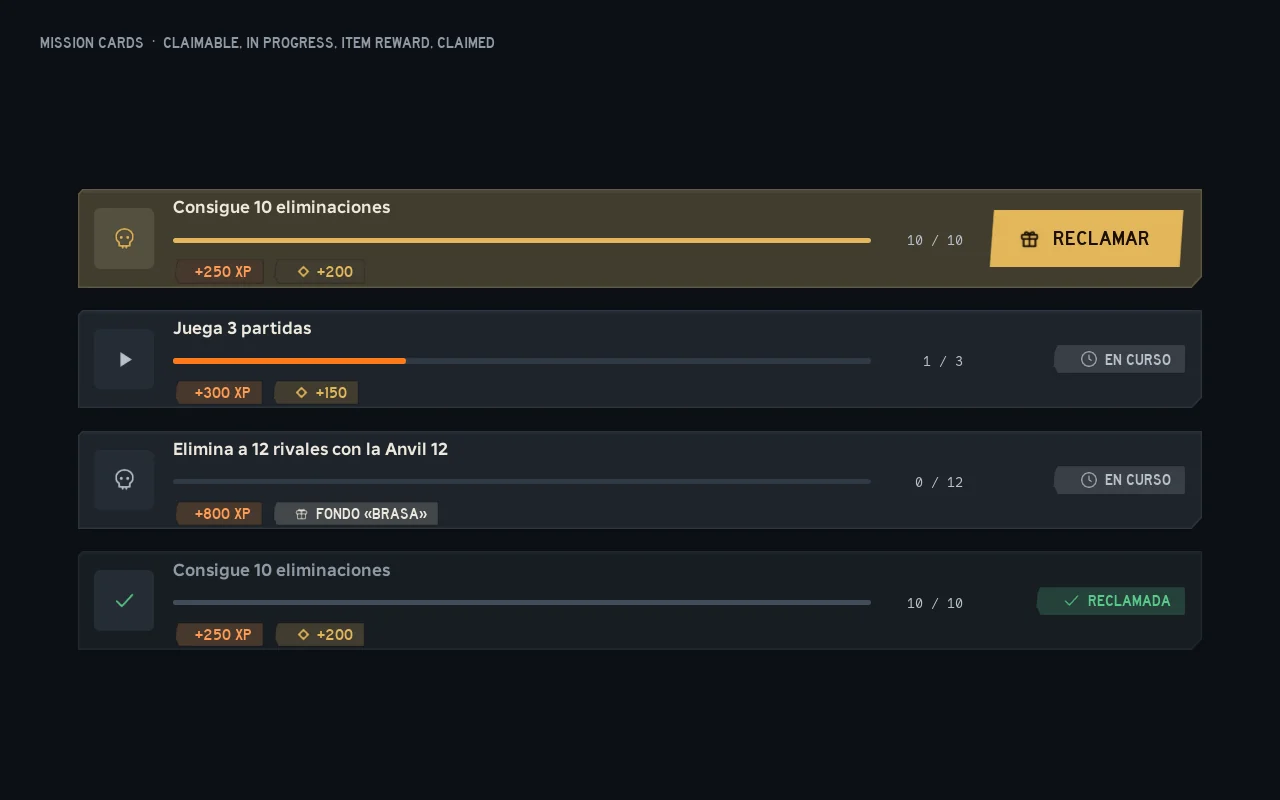 MISSION CARDS · CLAIMABLE, IN PROGRESS, ITEM REWARD, CLAIMED
Consigue 10 eliminaciones
10 / 10
RECLAMAR
+250 XP
+200
Juega 3 partidas
1 / 3
EN CURSO
+300 XP
+150
Elimina a 12 rivales con la Anvil 12
0 / 12
EN CURSO
+800 XP
FONDO «BRASA»
Consigue 10 eliminaciones
10 / 10
RECLAMADA
+250 XP
+200